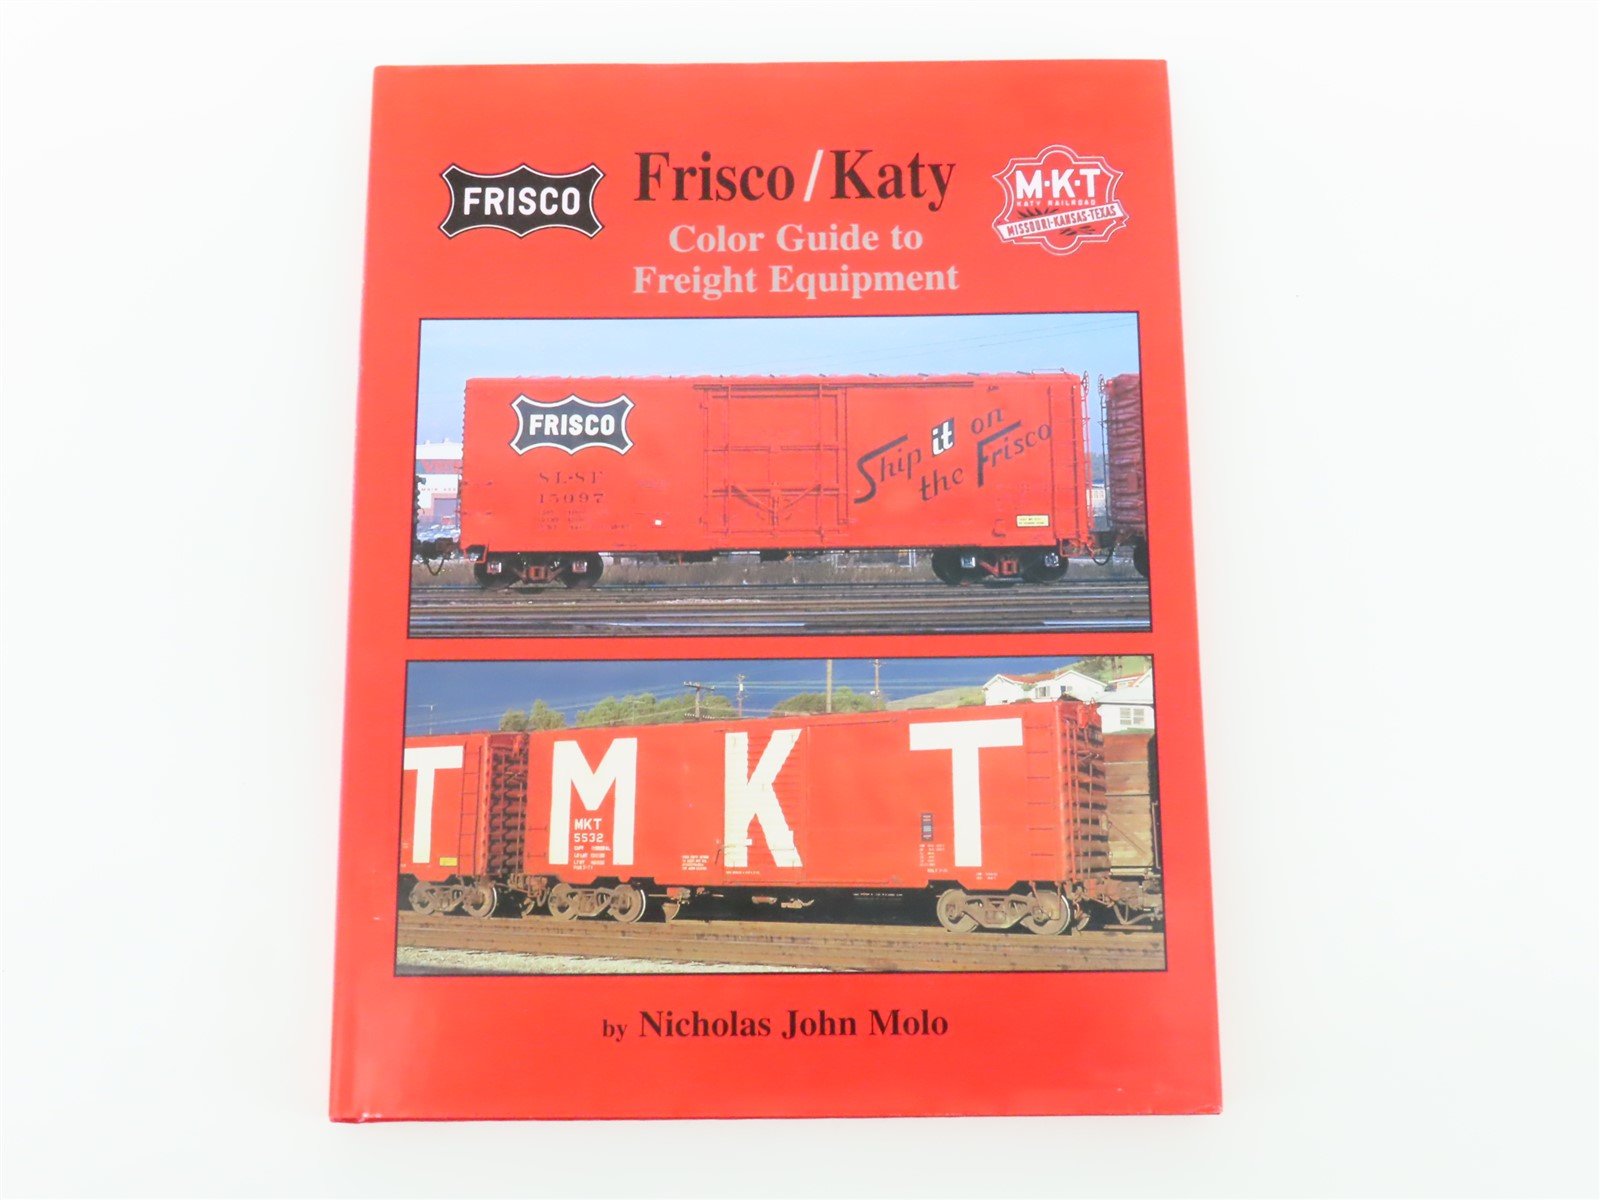 FRISCO
Frisco/Katy
M·K·T
KATY RAILROAD
MISSOURI-KANSAS-TEXAS
Color Guide to
Freight Equipment
FRISCO
SL-SF
15097
Ship it on
the Frisco
T
M K T
MKT
5532
by Nicholas John Molo